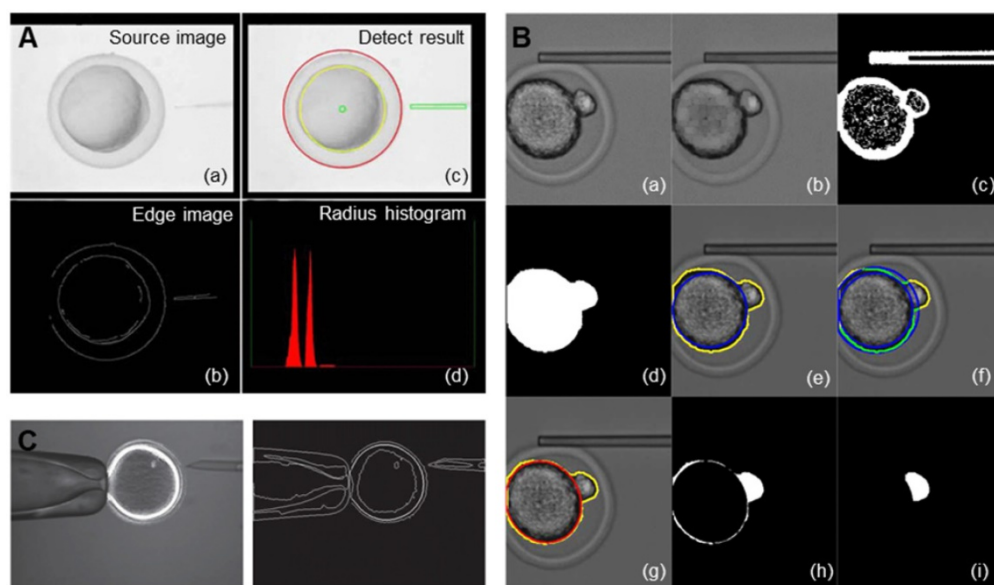 A
Source image
(a)
Detect result
(c)
Edge image
(b)
Radius histogram
(d)
B
(a)
(b)
(c)
(d)
(e)
(f)
(g)
(h)
(i)
C